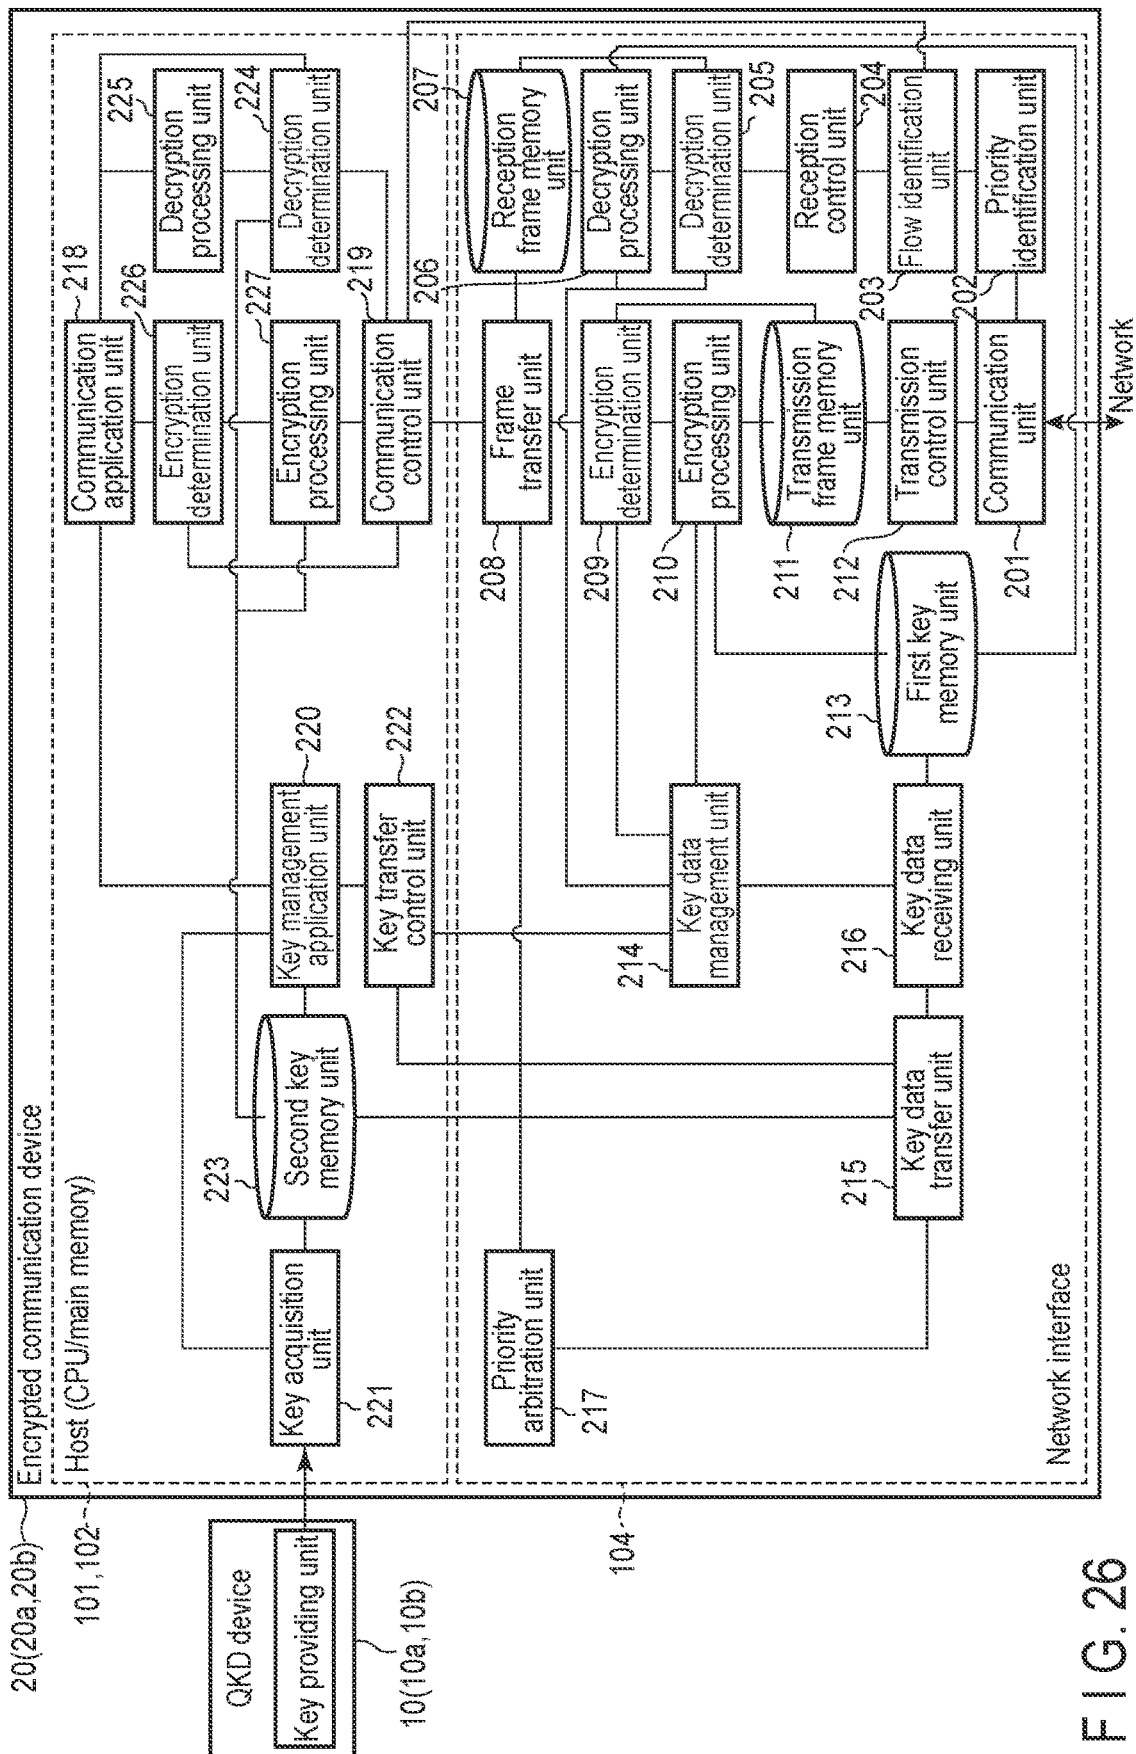 20(20a,20b)
Encrypted communication device
101,102
Host (CPU/main memory)
QKD device
Key providing unit
10(10a,10b)
Key acquisition
unit
221
223
Second key
memory unit
Key management
application unit
220
Key transfer
control unit
222
Communication
application unit
218
Encryption
determination unit
226
Encryption
processing unit
227
Communication
control unit
219
Decryption
processing unit
225
Decryption
determination unit
224
104
Network interface
Priority
arbitration unit
217
Key data
transfer unit
215
Key data
management unit
214
Key data
receiving unit
216
First key
memory unit
213
Frame
transfer unit
208
Encryption
determination unit
209
Encryption
processing unit
210
Transmission
frame memory
unit
211
Transmission
control unit
212
Communication
unit
201
Reception
frame memory
unit
207
Decryption
processing unit
206
Decryption
determination unit
205
Reception
control unit
204
Flow identification
unit
203
Priority
identification unit
202
Network
FIG. 26